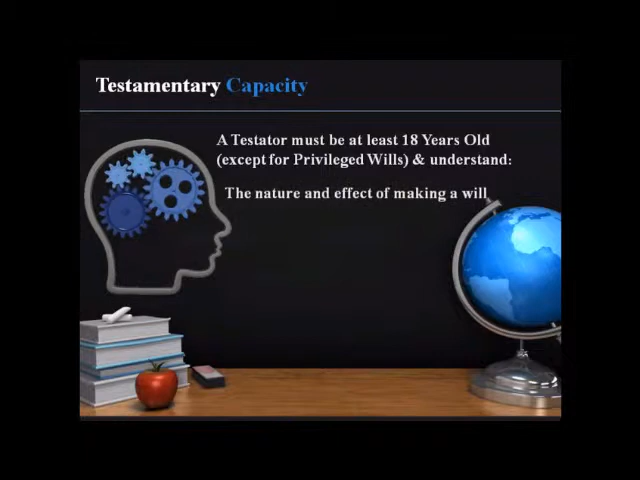 Testamentary Capacity
A Testator must be at least 18 Years Old
(except for Privileged Wills) & understand:
The nature and effect of making a will